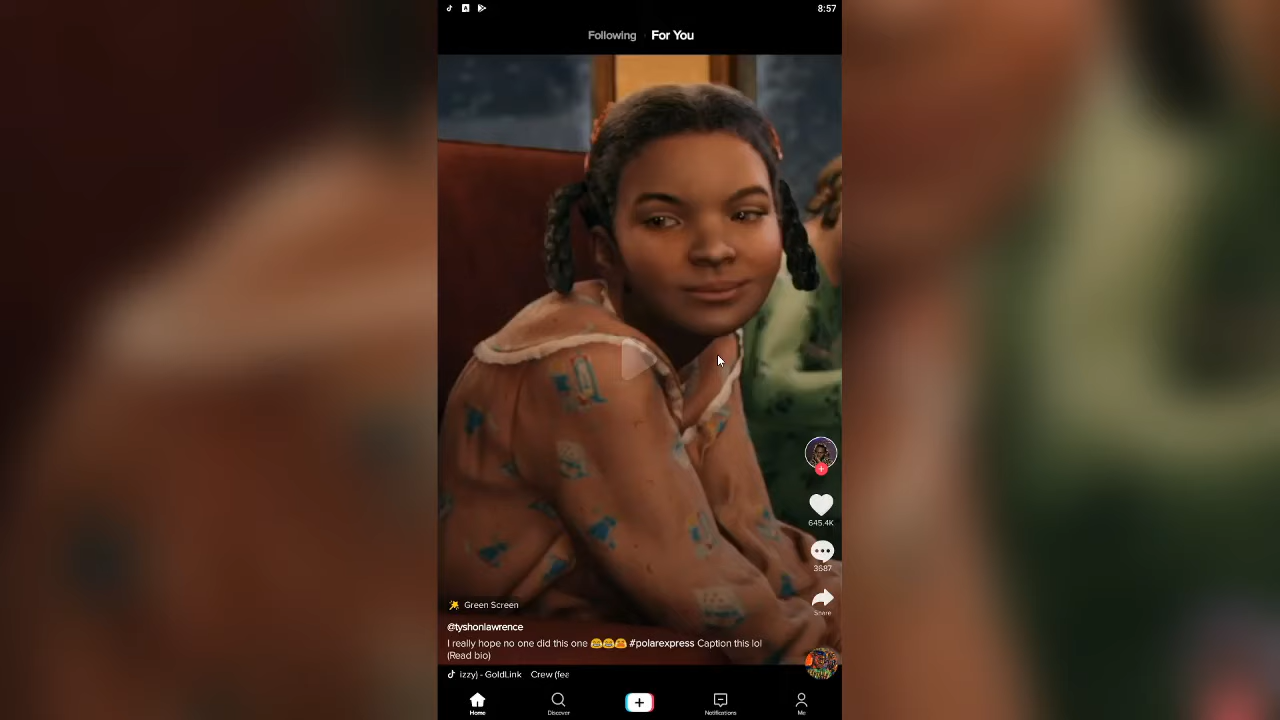 8:57
Following For You
645.4K
3687
Share
Green Screen
@tyshonlawrence
I really hope no one did this one 😂😂😂 #polarexpress Caption this lol
(Read bio)
izzy) - GoldLink Crew (fea
Home Discover Notifications Me